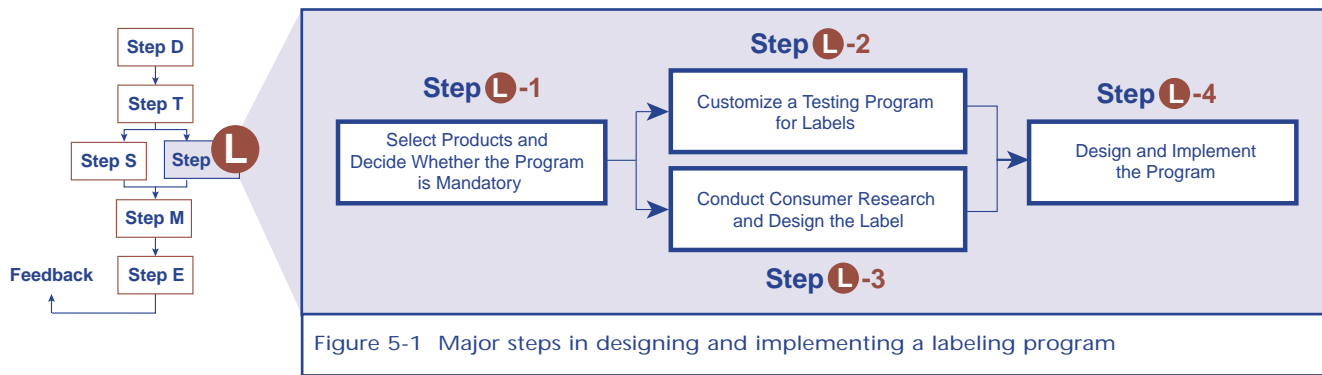 Step D
Step T
Step S
Step L
Step M
Step E
Feedback
Step L-1
Select Products and
Decide Whether the Program
is Mandatory
Step L-2
Customize a Testing Program
for Labels
Conduct Consumer Research
and Design the Label
Step L-3
Step L-4
Design and Implement
the Program
Figure 5-1 Major steps in designing and implementing a labeling program